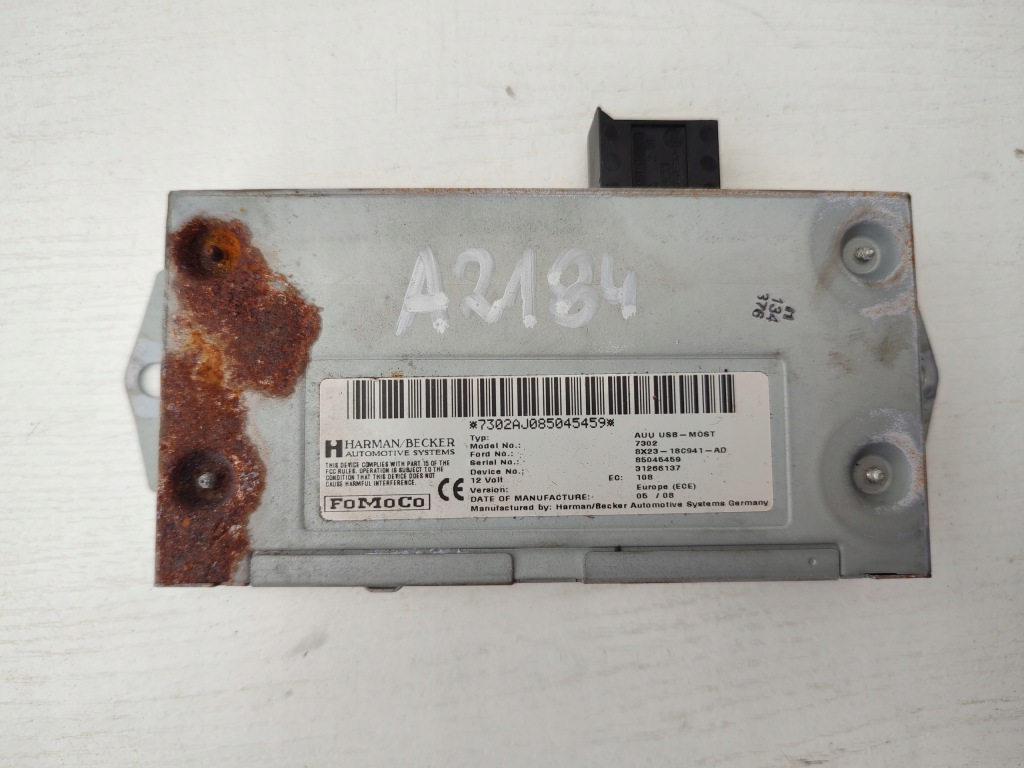 A2184
M
134
376
*7302AJ085045459*
HARMAN/BECKER
AUTOMOTIVE SYSTEMS
THIS DEVICE COMPLIES WITH PART 15 OF THE
FCC RULES. OPERATION IS SUBJECT TO THE
CONDITION THAT THIS DEVICE DOES NOT
CAUSE HARMFUL INTERFERENCE.
FoMoCo
CE
Typ: AUU USB-MOST
Model No.: 7302
Ford No.: 8X23-18C941-AD
Serial No.: 85045459
Device No.: 31266137
12 Volt EC: 108
Version: Europe (ECE)
DATE OF MANUFACTURE: 05 / 08
Manufactured by: Harman/Becker Automotive Systems Germany